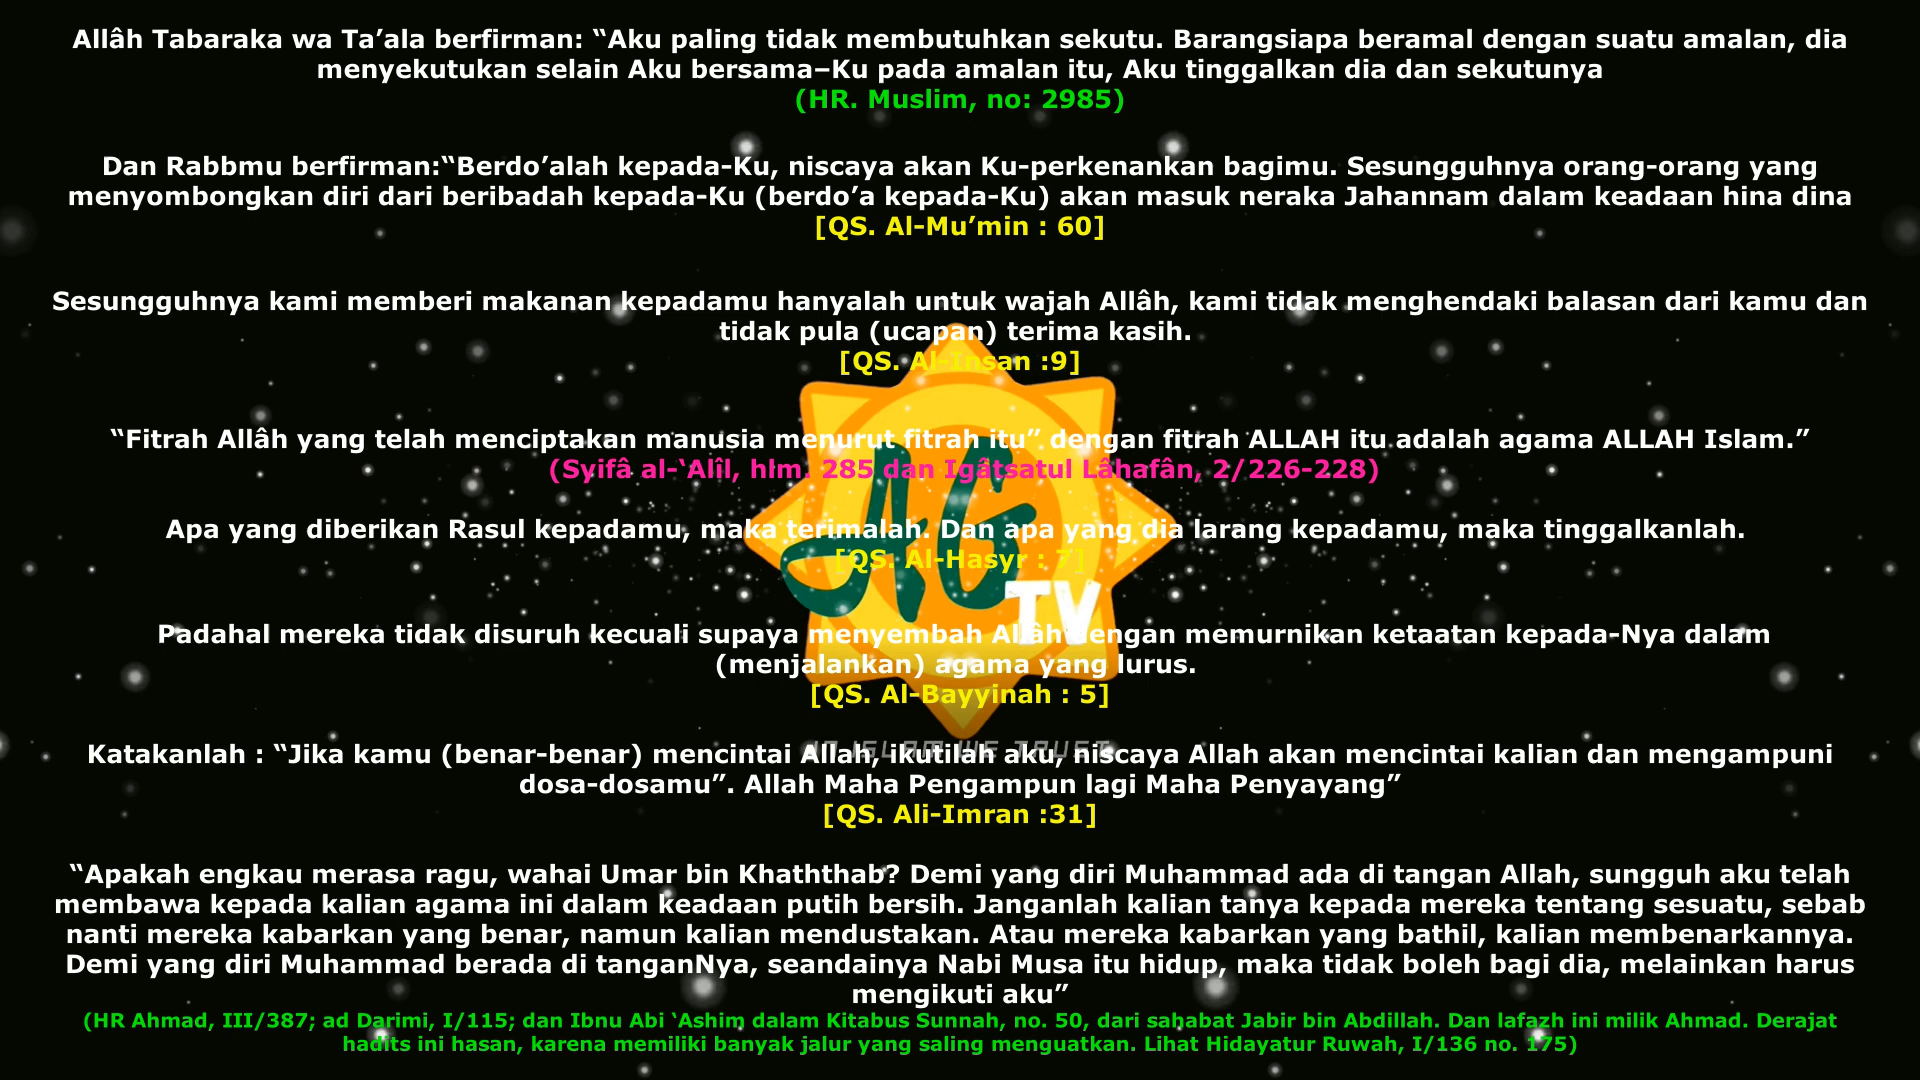 Allâh Tabaraka wa Ta’ala berfirman: “Aku paling tidak membutuhkan sekutu. Barangsiapa beramal dengan suatu amalan, dia
menyekutukan selain Aku bersama–Ku pada amalan itu, Aku tinggalkan dia dan sekutunya
(HR. Muslim, no: 2985)
Dan Rabbmu berfirman:“Berdo’alah kepada-Ku, niscaya akan Ku-perkenankan bagimu. Sesungguhnya orang-orang yang
menyombongkan diri dari beribadah kepada-Ku (berdo’a kepada-Ku) akan masuk neraka Jahannam dalam keadaan hina dina
[QS. Al-Mu’min : 60]
Sesungguhnya kami memberi makanan kepadamu hanyalah untuk wajah Allâh, kami tidak menghendaki balasan dari kamu dan
tidak pula (ucapan) terima kasih.
[QS. Al-Insan :9]
“Fitrah Allâh yang telah menciptakan manusia menurut fitrah itu” dengan fitrah ALLAH itu adalah agama ALLAH Islam.”
(Syifâ al-‘Alîl, hlm. 285 dan Igâtsatul Lâhafân, 2/226-228)
Apa yang diberikan Rasul kepadamu, maka terimalah. Dan apa yang dia larang kepadamu, maka tinggalkanlah.
[QS. Al-Hasyr : 7]
AG
TV
Padahal mereka tidak disuruh kecuali supaya menyembah Allâh dengan memurnikan ketaatan kepada-Nya dalam
(menjalankan) agama yang lurus.
[QS. Al-Bayyinah : 5]
IN ISLAM WE TRUST
Katakanlah : “Jika kamu (benar-benar) mencintai Allah, ikutilah aku, niscaya Allah akan mencintai kalian dan mengampuni
dosa-dosamu”. Allah Maha Pengampun lagi Maha Penyayang”
[QS. Ali-Imran :31]
“Apakah engkau merasa ragu, wahai Umar bin Khaththab? Demi yang diri Muhammad ada di tangan Allah, sungguh aku telah
membawa kepada kalian agama ini dalam keadaan putih bersih. Janganlah kalian tanya kepada mereka tentang sesuatu, sebab
nanti mereka kabarkan yang benar, namun kalian mendustakan. Atau mereka kabarkan yang bathil, kalian membenarkannya.
Demi yang diri Muhammad berada di tanganNya, seandainya Nabi Musa itu hidup, maka tidak boleh bagi dia, melainkan harus
mengikuti aku”
(HR Ahmad, III/387; ad Darimi, I/115; dan Ibnu Abi ‘Ashim dalam Kitabus Sunnah, no. 50, dari sahabat Jabir bin Abdillah. Dan lafazh ini milik Ahmad. Derajat
hadits ini hasan, karena memiliki banyak jalur yang saling menguatkan. Lihat Hidayatur Ruwah, I/136 no. 175)